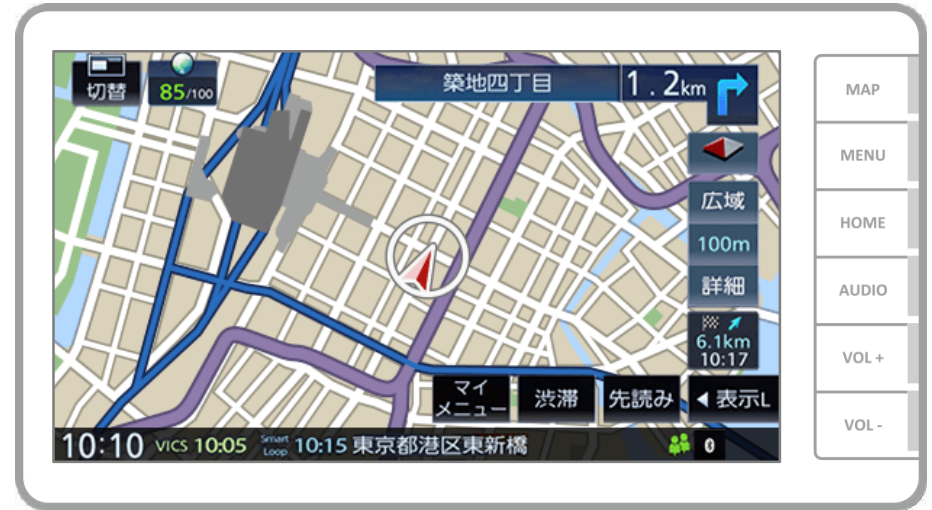 切替
85/100
築地四丁目
1.2km
広域
100m
詳細
6.1km
10:17
マイ
メニュー
渋滞
先読み
表示L
10:10 VICS 10:05 Smart Loop 10:15 東京都港区東新橋
MAP
MENU
HOME
AUDIO
VOL +
VOL -